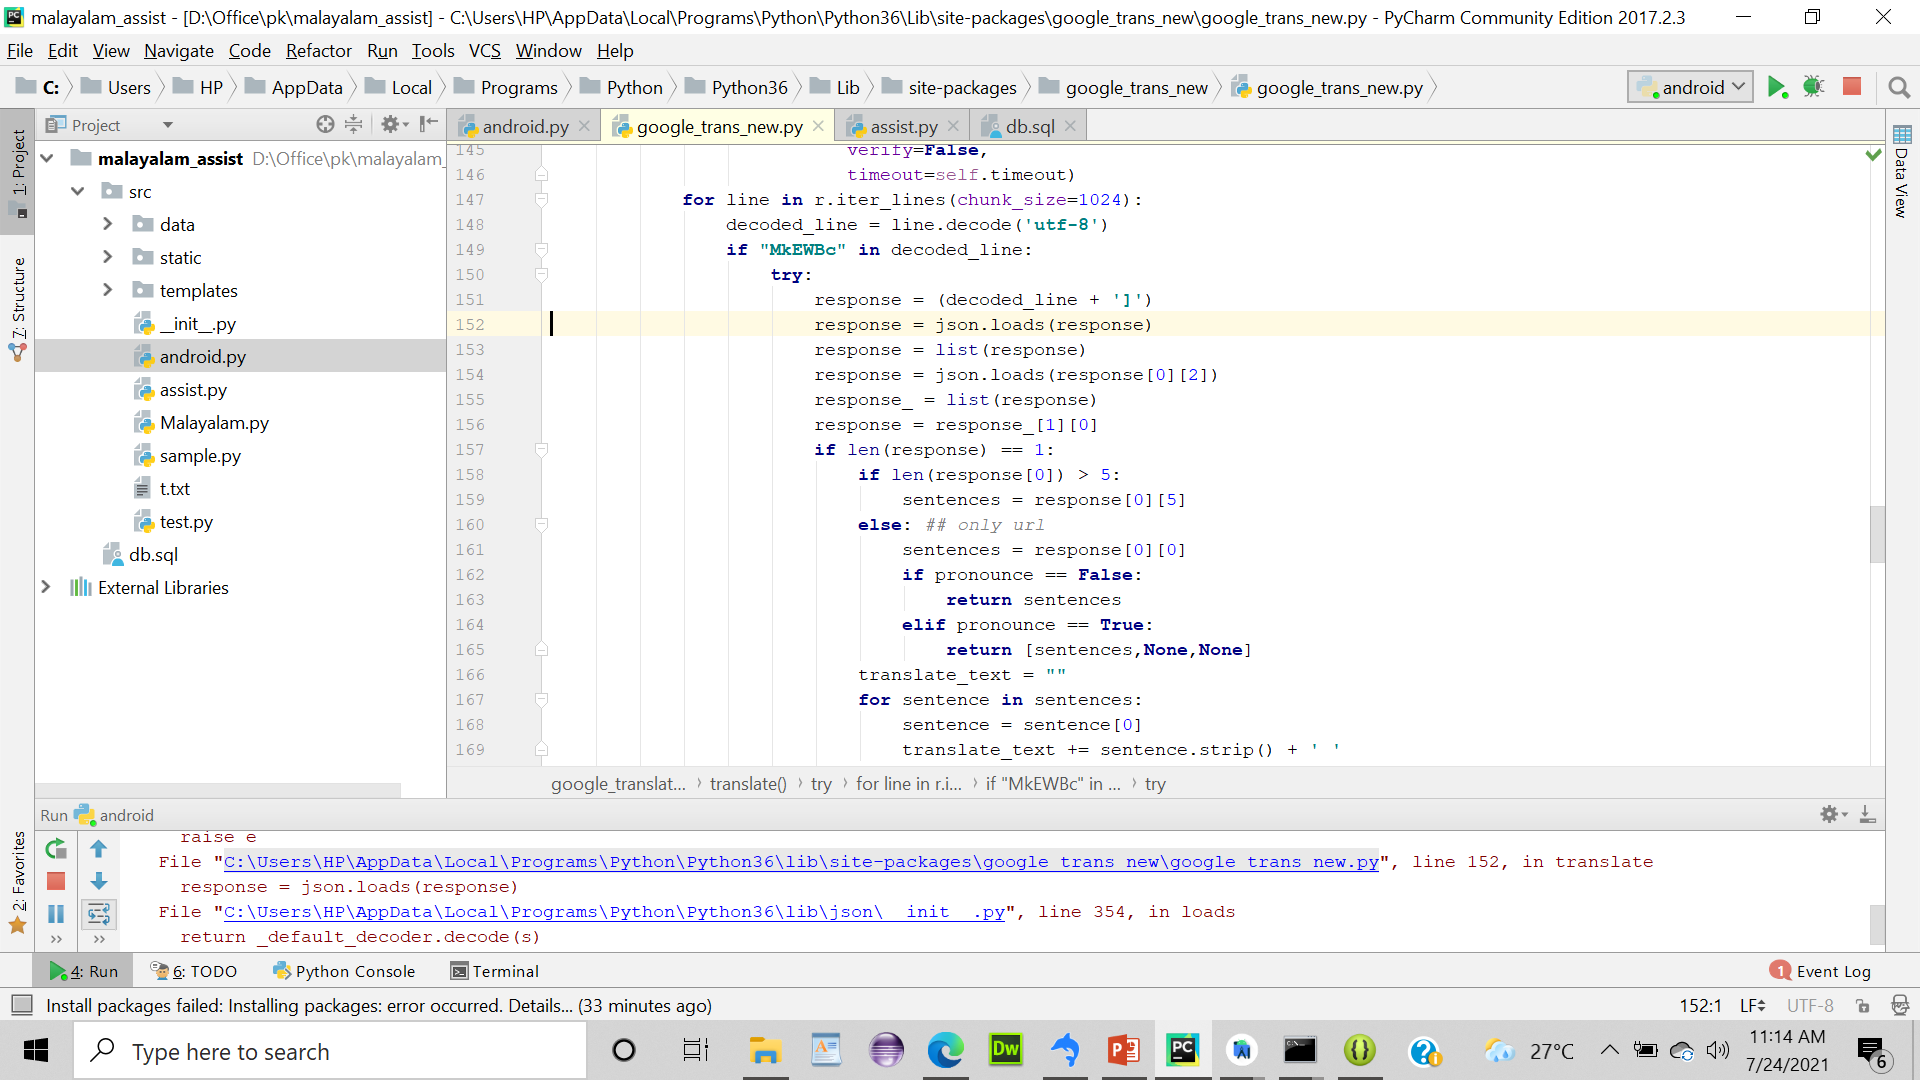 malayalam_assist - [D:\Office\pk\malayalam_assist] - C:\Users\HP\AppData\Local\Programs\Python\Python36\Lib\site-packages\google_trans_new\google_trans_new.py - PyCharm Community Edition 2017.2.3
File Edit View Navigate Code Refactor Run Tools VCS Window Help
C: Users HP AppData Local Programs Python Python36 Lib site-packages google_trans_new google_trans_new.py android
Project android.py google_trans_new.py assist.py db.sql
1: Project
7: Structure
2: Favorites
malayalam_assist D:\Office\pk\malayalam_
src
data
static
templates
__init__.py
android.py
assist.py
Malayalam.py
sample.py
t.txt
test.py
db.sql
External Libraries
145 verify=False,
146 timeout=self.timeout)
147 for line in r.iter_lines(chunk_size=1024):
148 decoded_line = line.decode('utf-8')
149 if "MkEWBc" in decoded_line:
150 try:
151 response = (decoded_line + ']')
152 response = json.loads(response)
153 response = list(response)
154 response = json.loads(response[0][2])
155 response_ = list(response)
156 response = response_[1][0]
157 if len(response) == 1:
158 if len(response[0]) > 5:
159 sentences = response[0][5]
160 else: ## only url
161 sentences = response[0][0]
162 if pronounce == False:
163 return sentences
164 elif pronounce == True:
165 return [sentences,None,None]
166 translate_text = ""
167 for sentence in sentences:
168 sentence = sentence[0]
169 translate_text += sentence.strip() + ' '
google_translat... › translate() › try › for line in r.i... › if "MkEWBc" in ... › try
Data View
Run android
raise e
File "C:\Users\HP\AppData\Local\Programs\Python\Python36\lib\site-packages\google_trans_new\google_trans_new.py", line 152, in translate
response = json.loads(response)
File "C:\Users\HP\AppData\Local\Programs\Python\Python36\lib\json\__init__.py", line 354, in loads
return _default_decoder.decode(s)
4: Run 6: TODO Python Console Terminal 1 Event Log
Install packages failed: Installing packages: error occurred. Details... (33 minutes ago) 152:1 LF UTF-8
Type here to search Dw PC 27°C 11:14 AM
7/24/2021 6